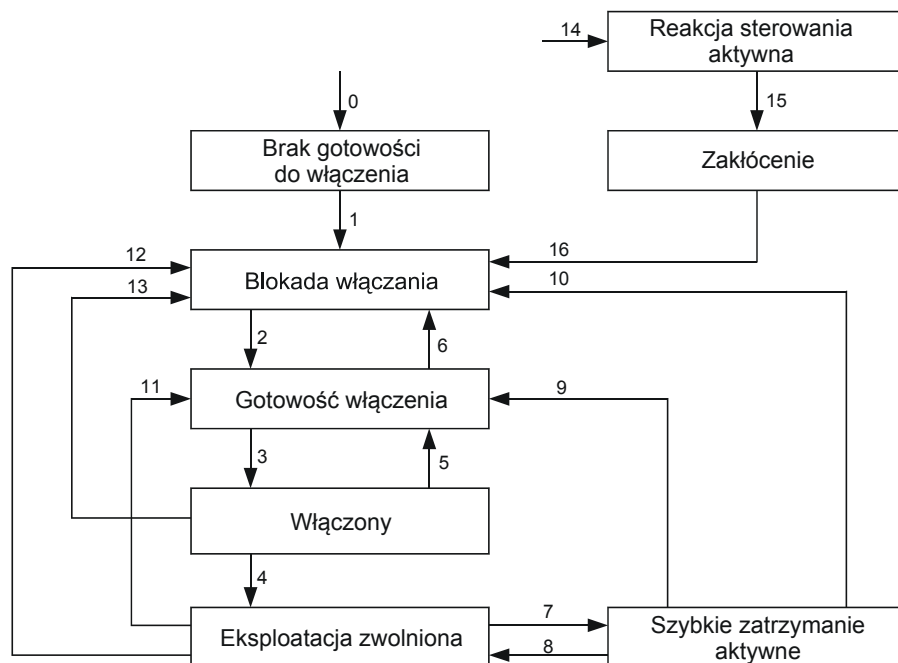 14
Reakcja sterowania
aktywna
0
15
Brak gotowości
do włączenia
Zakłócenie
1
12
16
Blokada włączania
13
10
2
6
11
Gotowość włączenia
9
3
5
Włączony
4
7
Eksploatacja zwolniona
8
Szybkie zatrzymanie
aktywne